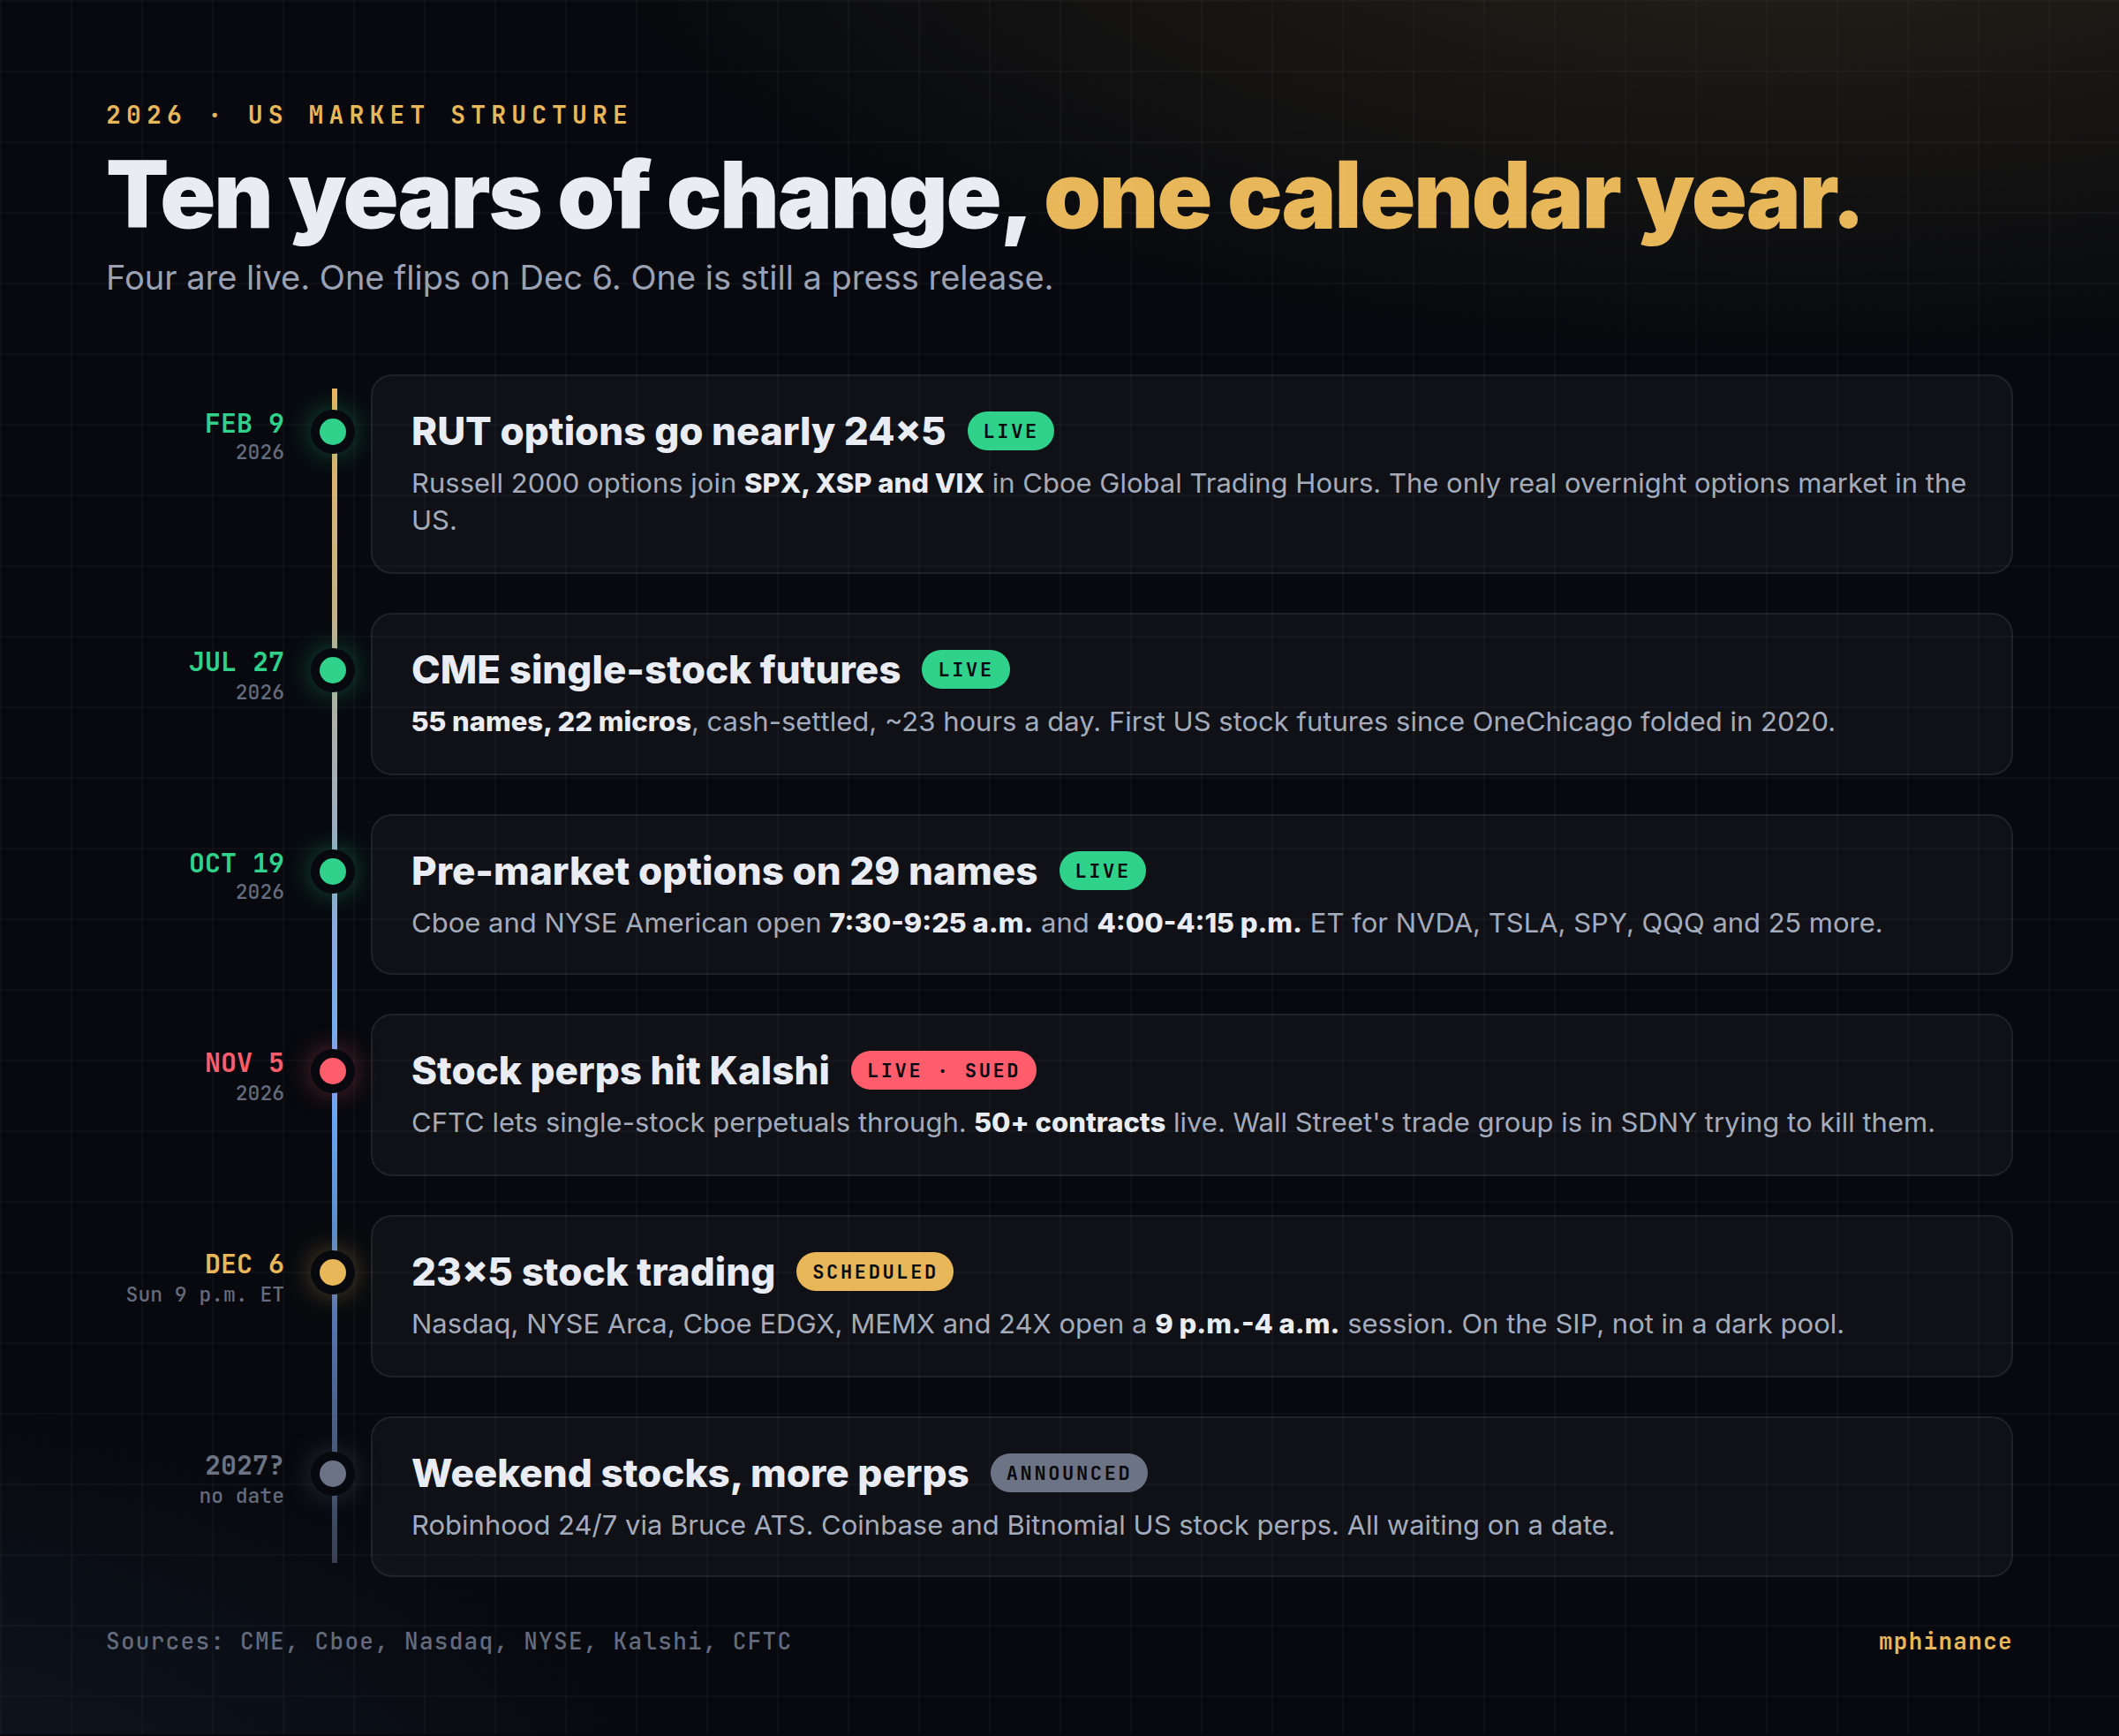 2026 · US MARKET STRUCTURE
Ten years of change, one calendar year.
Four are live. One flips on Dec 6. One is still a press release.
FEB 9
2026
RUT options go nearly 24×5 LIVE
Russell 2000 options join SPX, XSP and VIX in Cboe Global Trading Hours. The only real overnight options market in the
US.
JUL 27
2026
CME single-stock futures LIVE
55 names, 22 micros, cash-settled, ~23 hours a day. First US stock futures since OneChicago folded in 2020.
OCT 19
2026
Pre-market options on 29 names LIVE
Cboe and NYSE American open 7:30-9:25 a.m. and 4:00-4:15 p.m. ET for NVDA, TSLA, SPY, QQQ and 25 more.
NOV 5
2026
Stock perps hit Kalshi LIVE · SUED
CFTC lets single-stock perpetuals through. 50+ contracts live. Wall Street's trade group is in SDNY trying to kill them.
DEC 6
Sun 9 p.m. ET
23×5 stock trading SCHEDULED
Nasdaq, NYSE Arca, Cboe EDGX, MEMX and 24X open a 9 p.m.-4 a.m. session. On the SIP, not in a dark pool.
2027?
no date
Weekend stocks, more perps ANNOUNCED
Robinhood 24/7 via Bruce ATS. Coinbase and Bitnomial US stock perps. All waiting on a date.
Sources: CME, Cboe, Nasdaq, NYSE, Kalshi, CFTC
mphinance